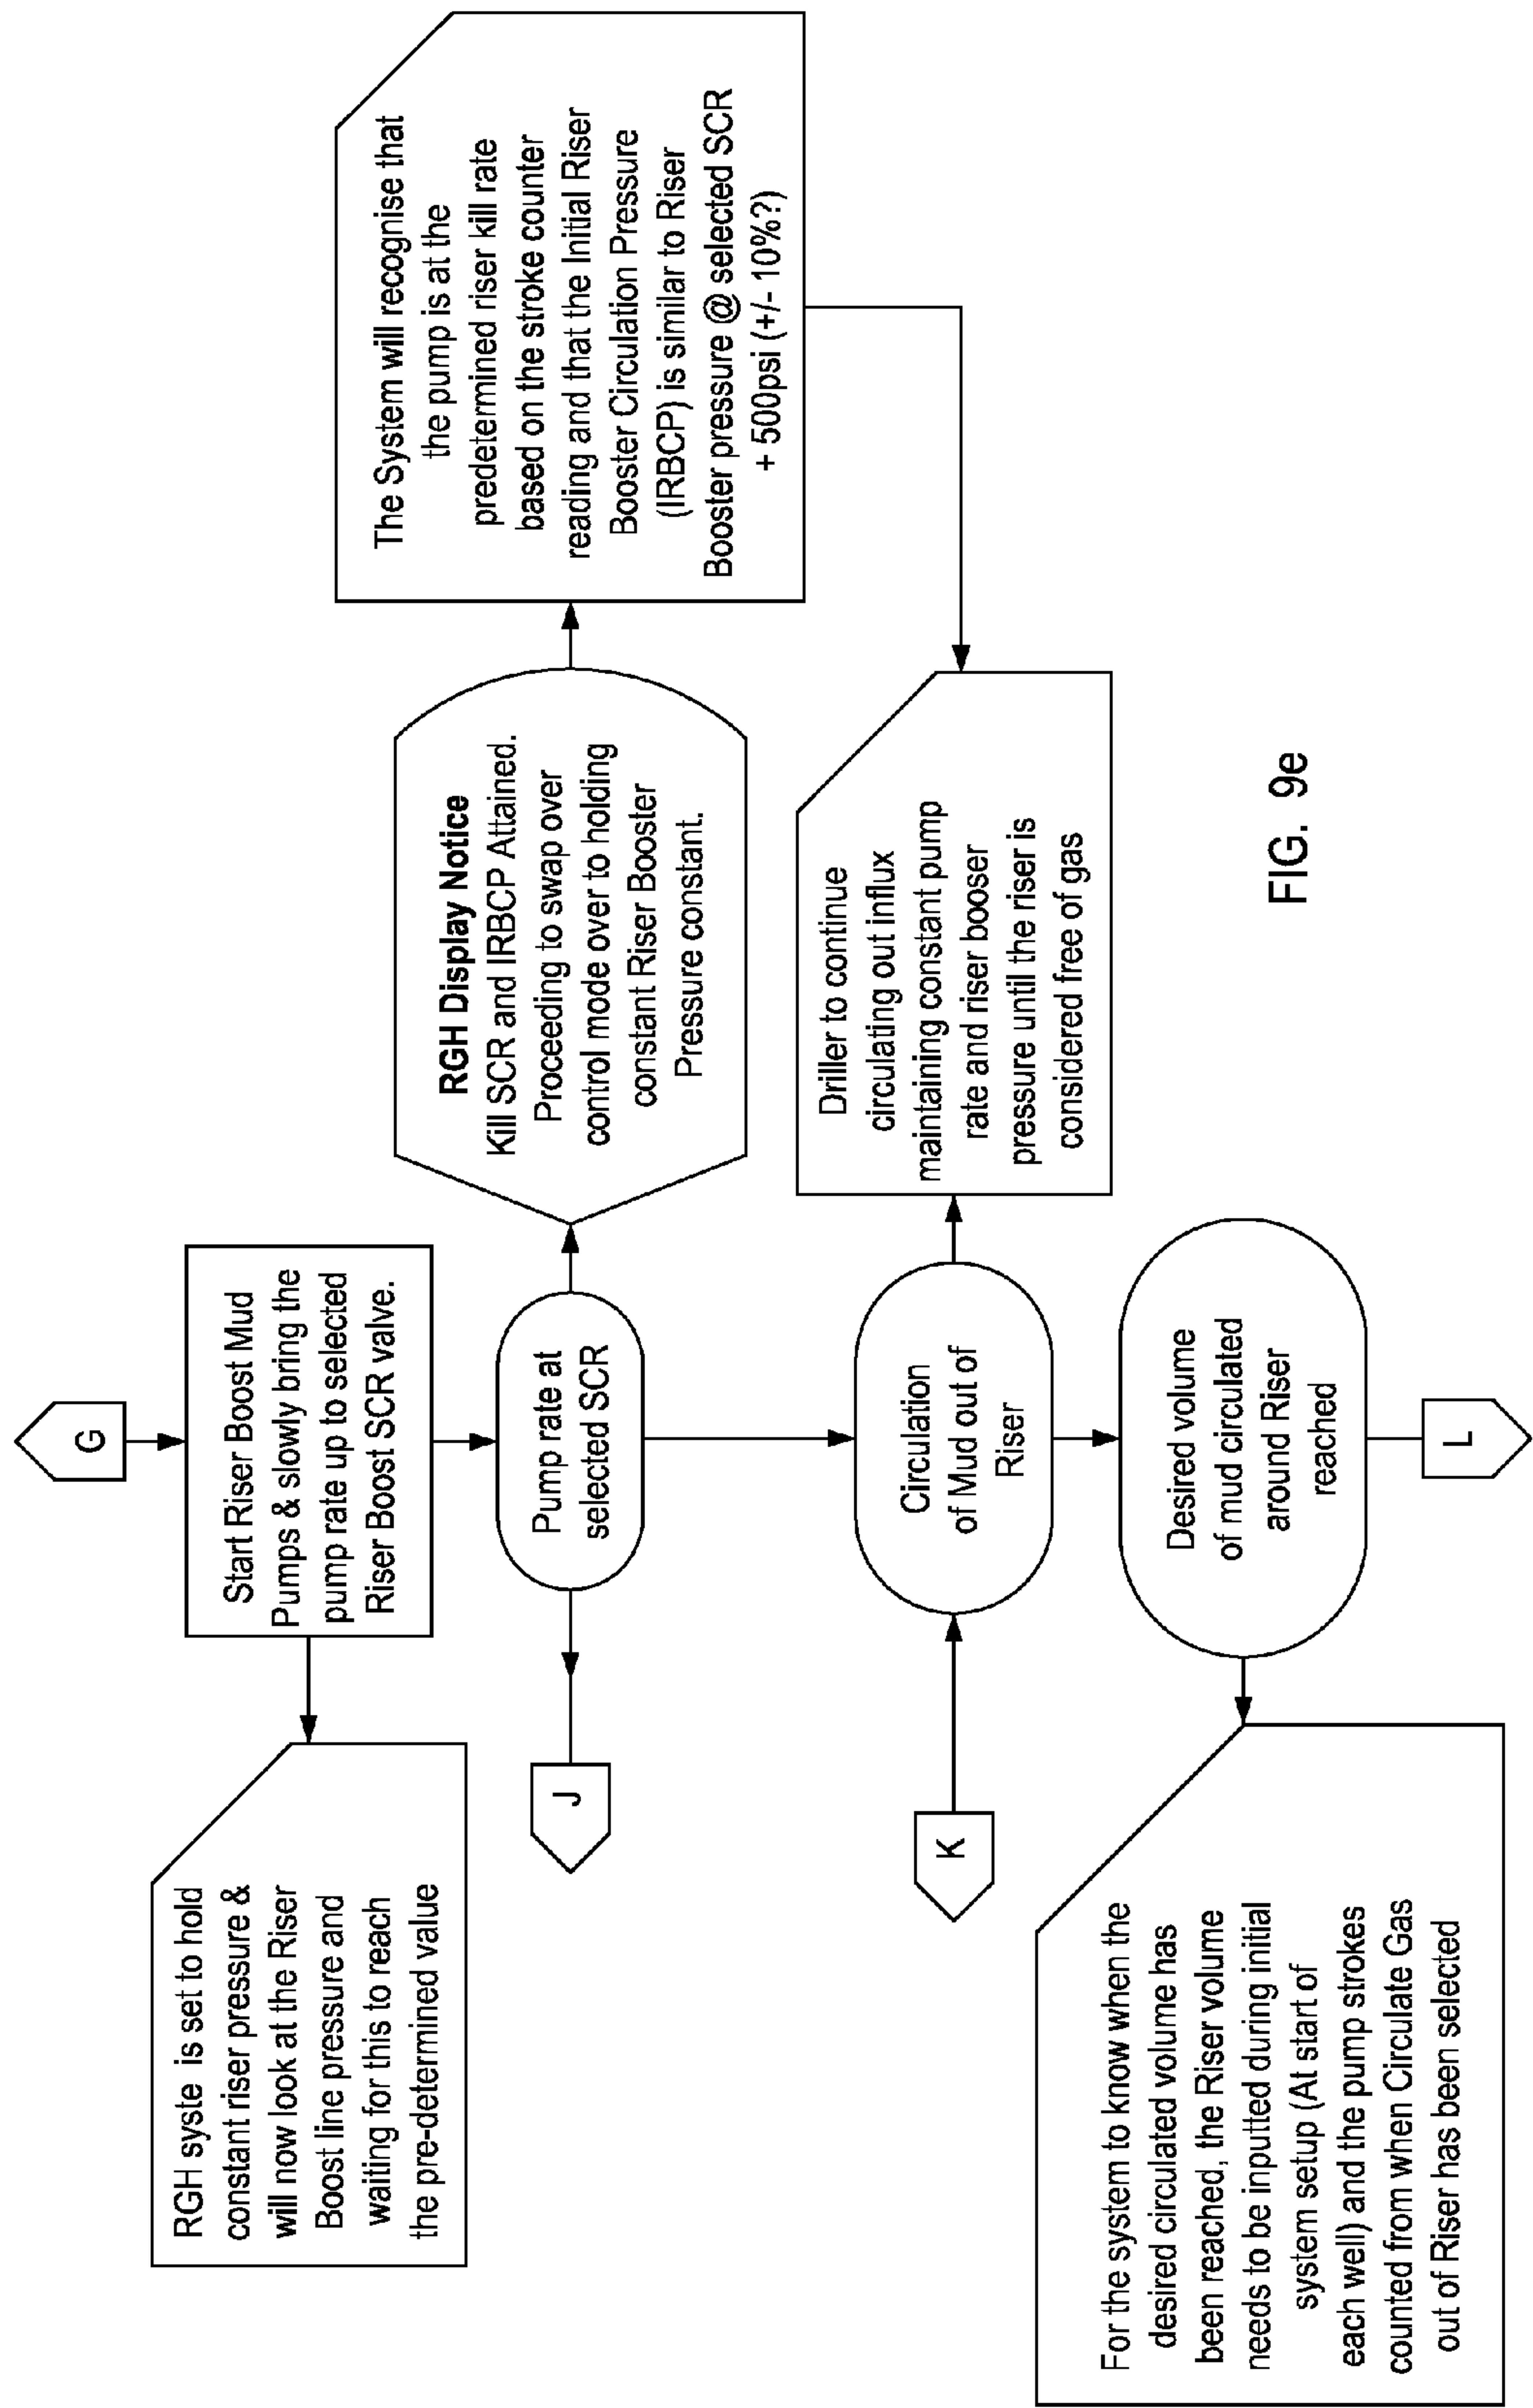 G
Start Riser Boost Mud
Pumps & slowly bring the
pump rate up to selected
Riser Boost SCR valve.
RGH syste is set to hold
constant riser pressure &
will now look at the Riser
Boost line pressure and
waiting for this to reach
the pre-determined value
Pump rate at
selected SCR
J
RGH Display Notice
Kill SCR and IRBCP Attained.
Proceeding to swap over
control mode over to holding
constant Riser Booster
Pressure constant.
The System will recognise that
the pump is at the
predetermined riser kill rate
based on the stroke counter
reading and that the Initial Riser
Booster Circulation Pressure
(IRBCP) is similar to Riser
Booster pressure @ selected SCR
+ 500psi (+/- 10%?)
K
Circulation
of Mud out of
Riser
Driller to continue
circulating out influx
maintaining constant pump
rate and riser booser
pressure until the riser is
considered free of gas
Desired volume
of mud circulated
around Riser
reached
For the system to know when the
desired circulated volume has
been reached, the Riser volume
needs to be inputted during initial
system setup (At start of
each well) and the pump strokes
counted from when Circulate Gas
out of Riser has been selected
L
FIG. 9e